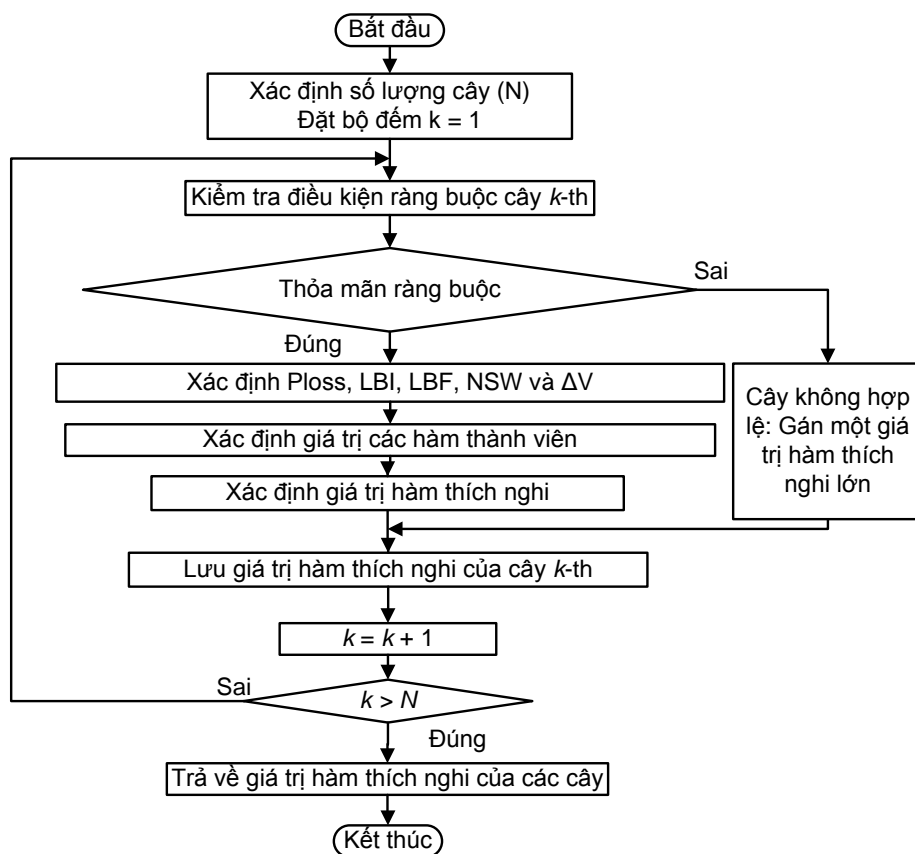 Bắt đầu
Xác định số lượng cây (N)
Đặt bộ đếm k = 1
Kiểm tra điều kiện ràng buộc cây k-th
Thỏa mãn ràng buộc
Sai
Đúng
Xác định Ploss, LBI, LBF, NSW và ΔV
Cây không hợp
lệ: Gán một giá
trị hàm thích
nghi lớn
Xác định giá trị các hàm thành viên
Xác định giá trị hàm thích nghi
Lưu giá trị hàm thích nghi của cây k-th
k = k + 1
Sai
k > N
Đúng
Trả về giá trị hàm thích nghi của các cây
Kết thúc